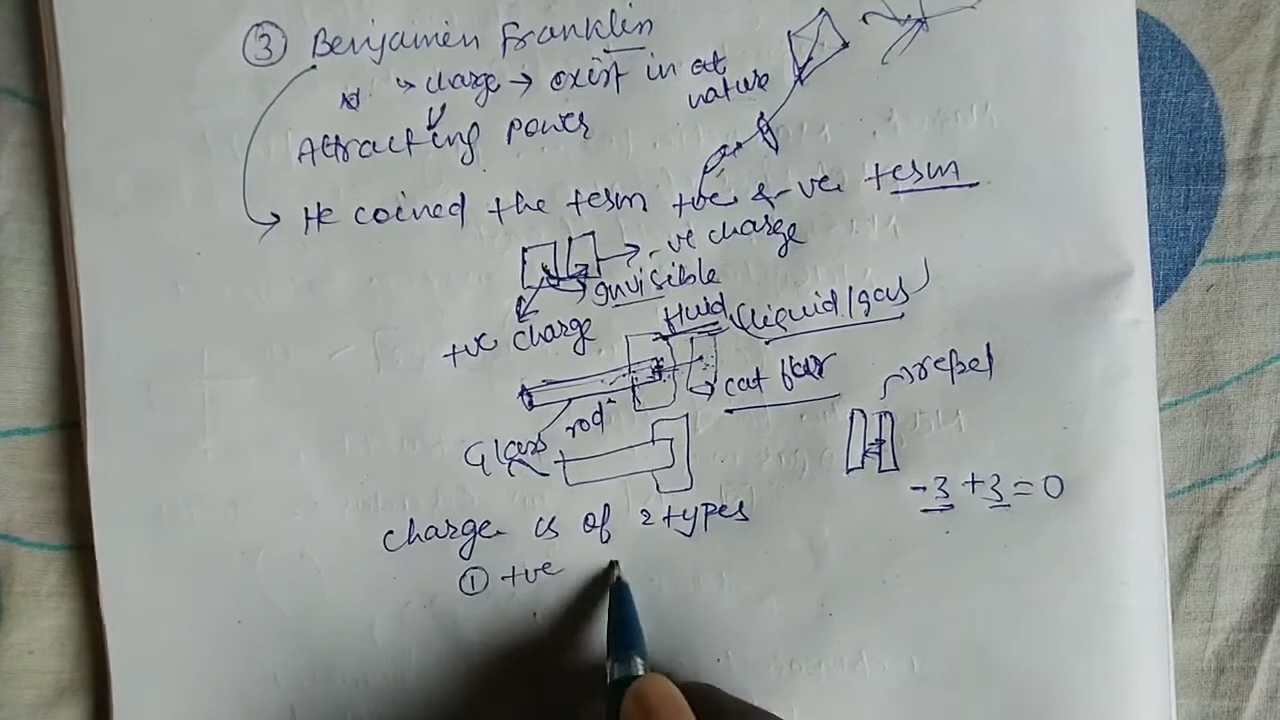 ③ Benjamin Franklin
↳ charge → exist in at nature
Attracting power
→ He coined the term +ve & -ve term
→ -ve charge
invisible
+ve charge
fluid (liquid/gas)
→ cat fur
repel
Glass rod
-3 +3 = 0
charge is of 2 types
① +ve